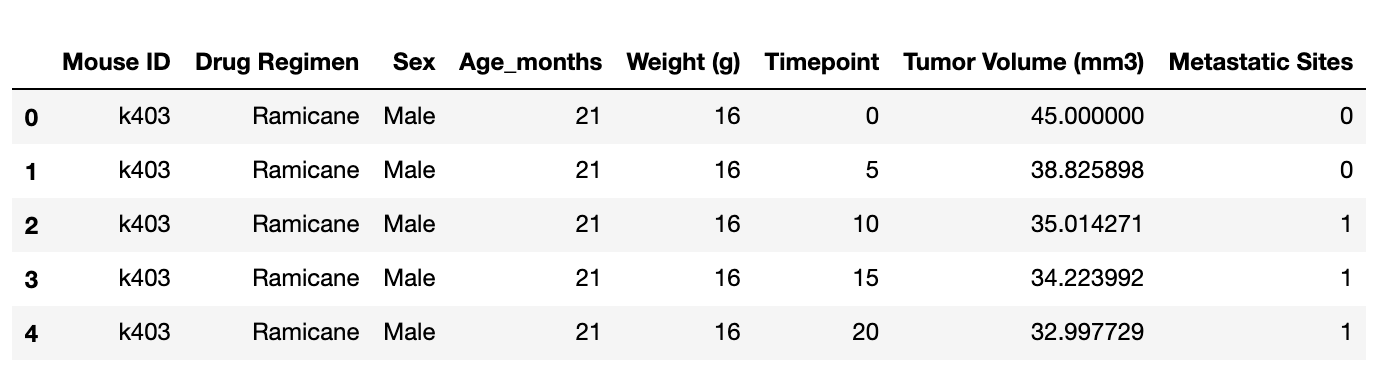 Mouse ID Drug Regimen Sex Age_months Weight (g) Timepoint Tumor Volume (mm3) Metastatic Sites
0 k403 Ramicane Male 21 16 0 45.000000 0
1 k403 Ramicane Male 21 16 5 38.825898 0
2 k403 Ramicane Male 21 16 10 35.014271 1
3 k403 Ramicane Male 21 16 15 34.223992 1
4 k403 Ramicane Male 21 16 20 32.997729 1